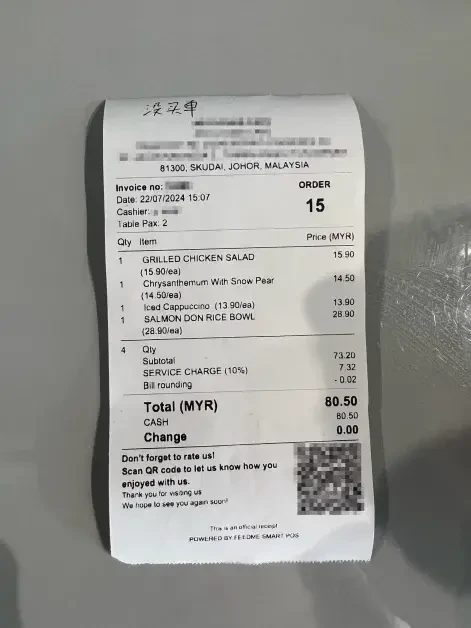 没买单
81300, SKUDAI, JOHOR, MALAYSIA
Invoice no:
ORDER
Date: 22/07/2024 15:07
15
Cashier:
Table Pax: 2
Qty Item Price (MYR)
1 GRILLED CHICKEN SALAD 15.90
(15.90/ea)
1 Chrysanthemum With Snow Pear 14.50
(14.50/ea)
1 Iced Cappuccino (13.90/ea) 13.90
1 SALMON DON RICE BOWL 28.90
(28.90/ea)
4 Qty
Subtotal 73.20
SERVICE CHARGE (10%) 7.32
Bill rounding - 0.02
Total (MYR) 80.50
CASH 80.50
Change 0.00
Don't forget to rate us!
Scan QR code to let us know how you
enjoyed with us.
Thank you for visiting us
We hope to see you again soon!
This is an official receipt
POWERED BY FEEDME SMART POS